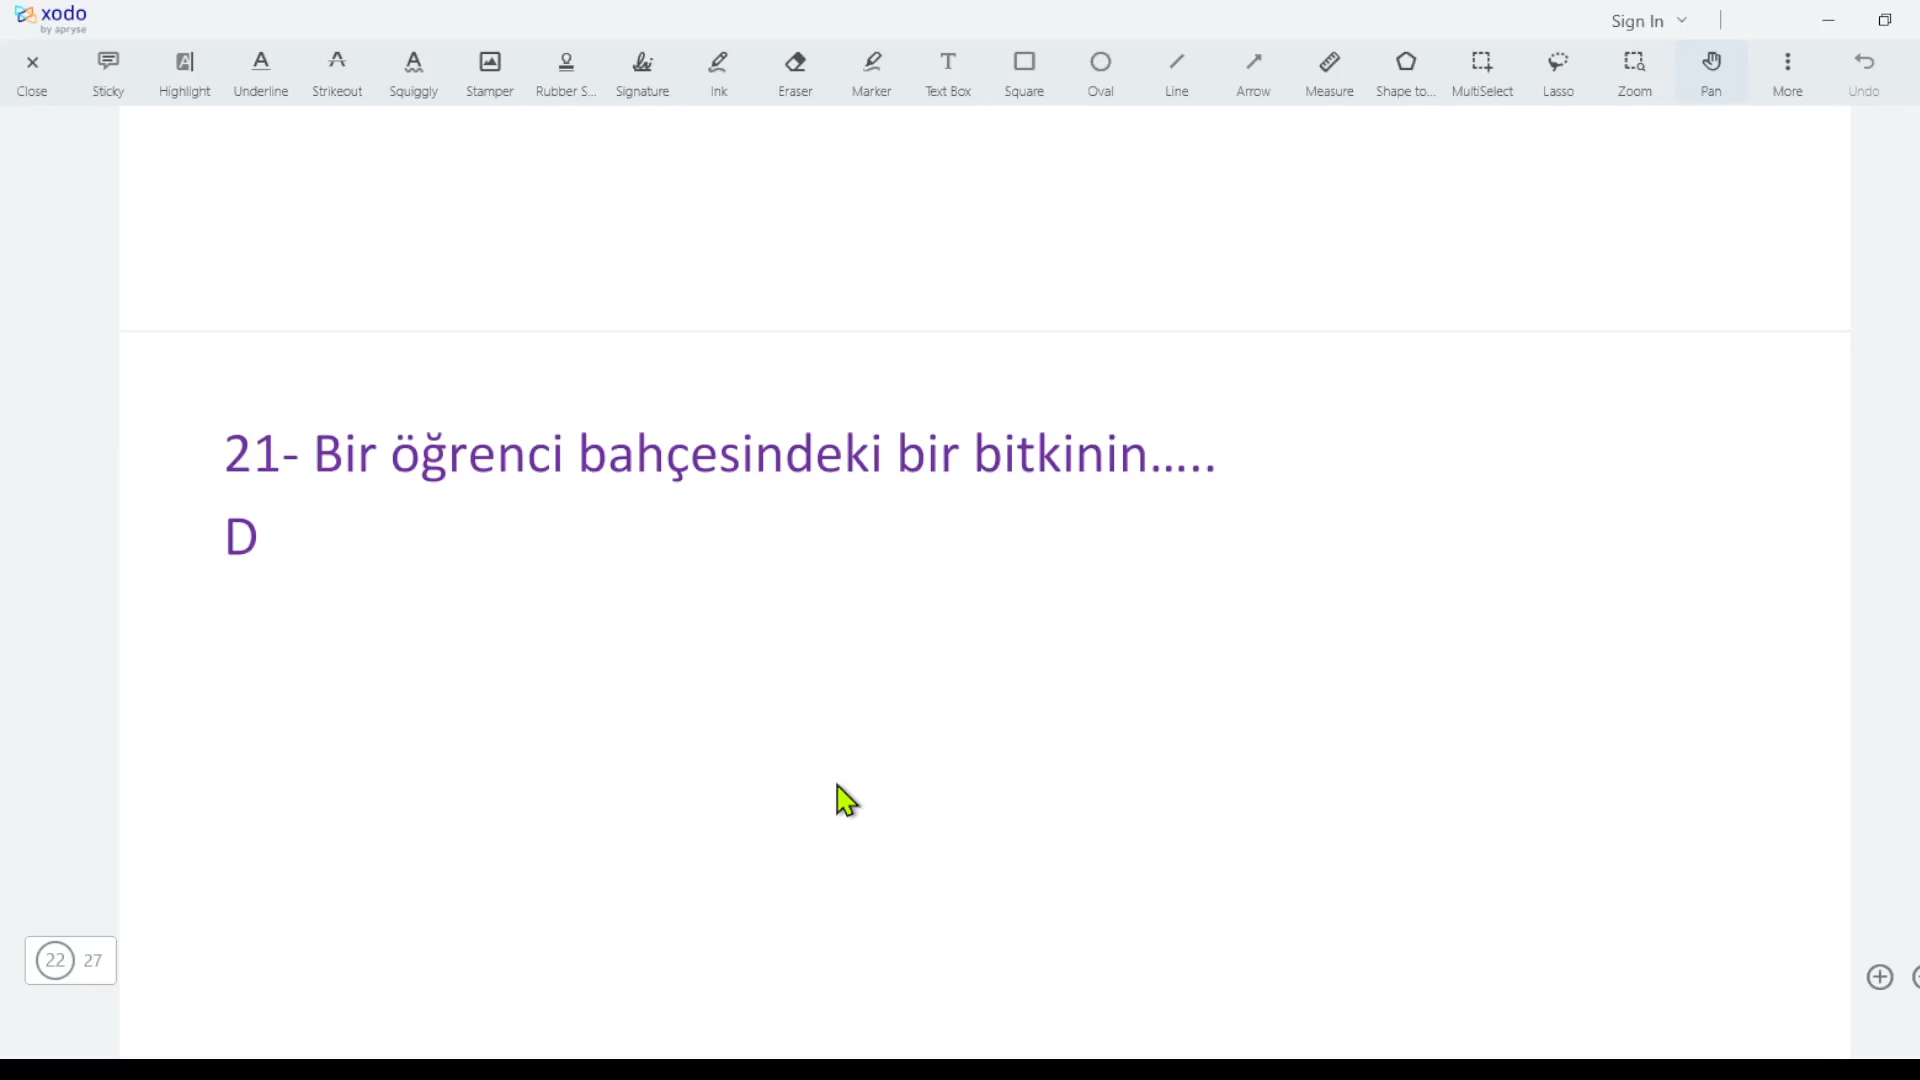 xodo
by apryse
Sign In
Close
Sticky
Highlight
Underline
Strikeout
Squiggly
Stamper
Rubber S...
Signature
Ink
Eraser
Marker
Text Box
Square
Oval
Line
Arrow
Measure
Shape to...
MultiSelect
Lasso
Zoom
Pan
More
Undo
21- Bir öğrenci bahçesindeki bir bitkinin.....
D
22 27